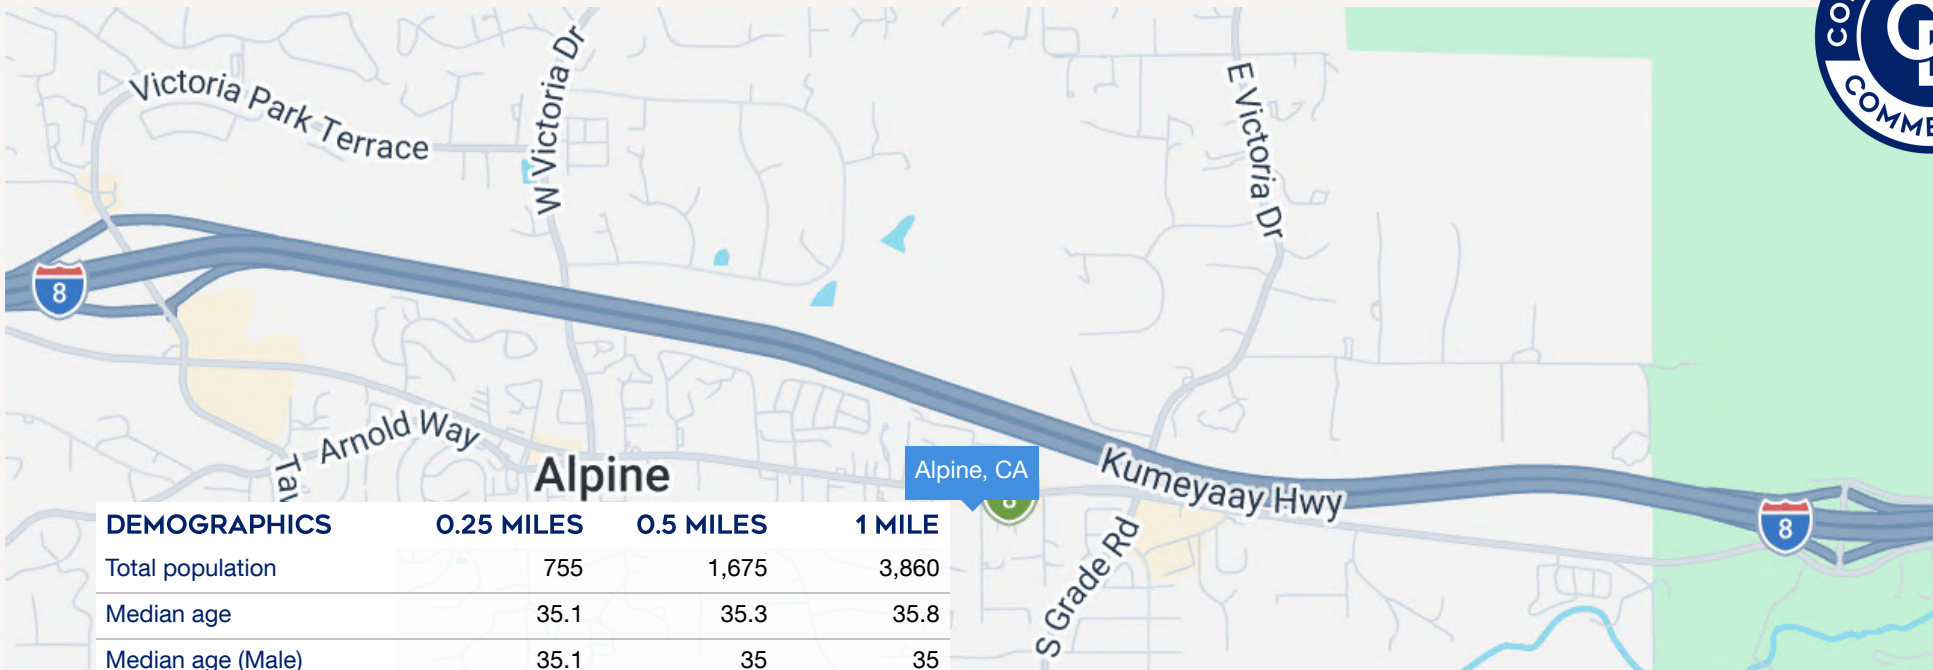 Victoria Park Terrace
W Victoria Dr
E Victoria Dr
8
Arnold Way
Alpine
Alpine, CA
Kumeyaay Hwy
8
S Grade Rd
DEMOGRAPHICS 0.25 MILES 0.5 MILES 1 MILE
Total population 755 1,675 3,860
Median age 35.1 35.3 35.8
Median age (Male) 35.1 35 35